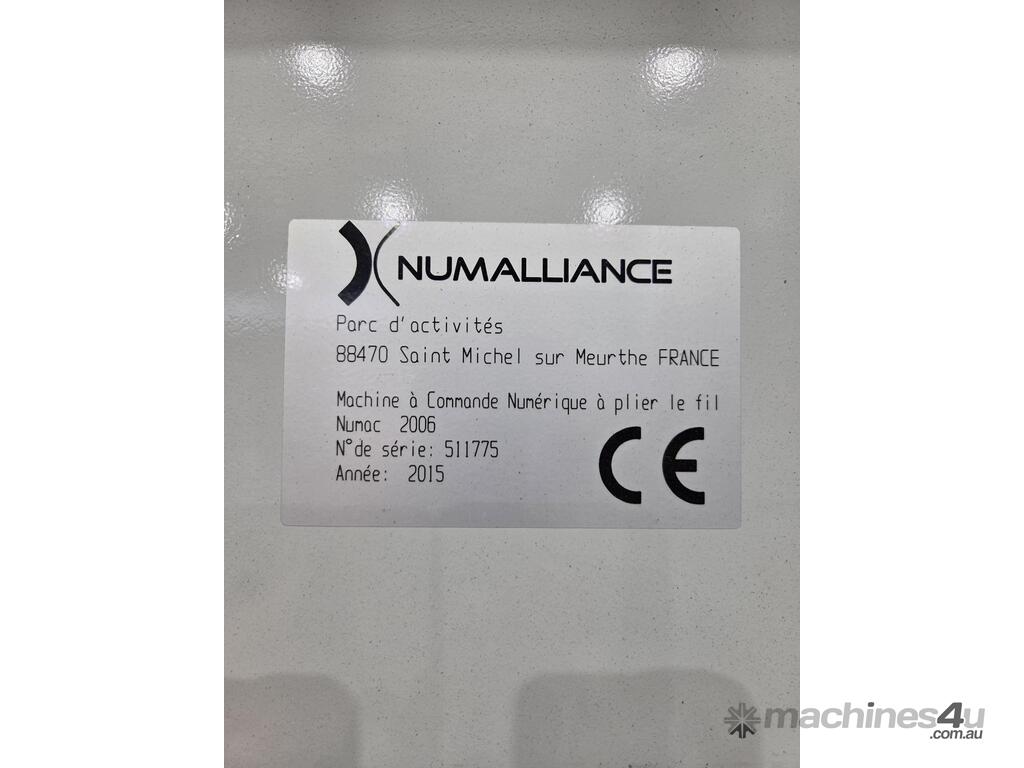 NUMALLIANCE
Parc d'activités
88470 Saint Michel sur Meurthe FRANCE
Machine à Commande Numérique à plier le fil
Numac 2006
N°de série: 511775
Année: 2015
CE
machines4u
.com.au